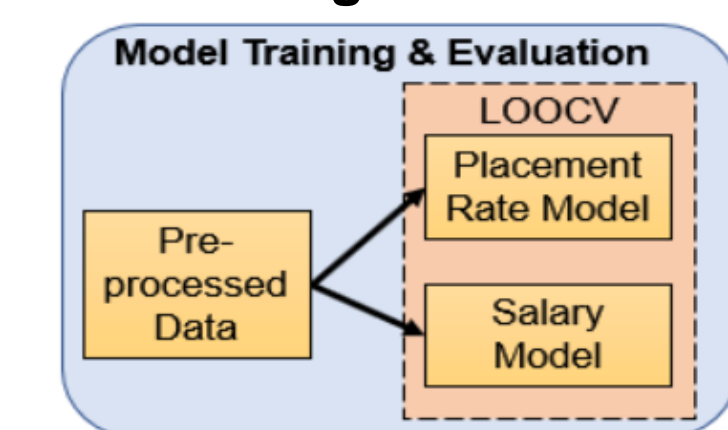 Model Training & Evaluation
LOOCV
Placement
Rate Model
Pre-
processed
Data
Salary
Model